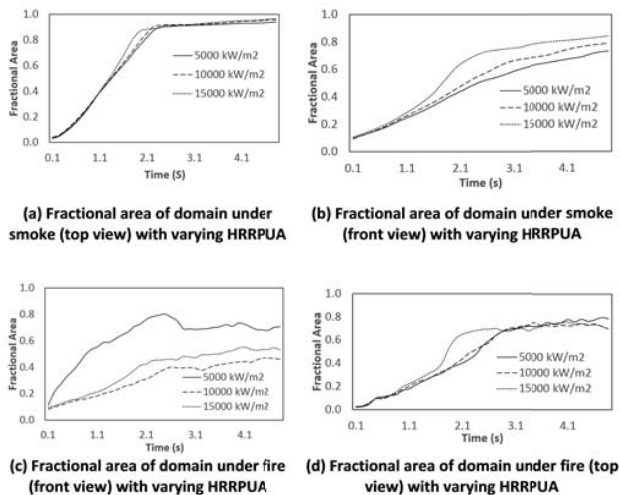 Fractional Area
1.0
0.8
0.6
0.4
0.2
0.0
5000 kW/m2
10000 kW/m2
15000 kW/m2
0.1 1.1 2.1 3.1 4.1
Time (S)
(a) Fractional area of domain under
smoke (top view) with varying HRRPUA
Fractional Area
1.0
0.8
0.6
0.4
0.2
0.0
5000 kW/m2
10000 kW/m2
15000 kW/m2
0.1 1.1 2.1 3.1 4.1
Time (s)
(b) Fractional area of domain under smoke
(front view) with varying HRRPUA
Fractional Area
1.0
0.8
0.6
0.4
0.2
0.0
5000 kW/m2
10000 kW/m2
15000 kW/m2
0.1 1.1 2.1 3.1 4.1
Time (s)
(c) Fractional area of domain under fire
(front view) with varying HRRPUA
Fractional Area
1.0
0.8
0.6
0.4
0.2
0.0
5000 kW/m2
10000 kW/m2
15000 kW/m2
0.1 1.1 2.1 3.1 4.1
Time (s)
(d) Fractional area of domain under fire (top
view) with varying HRRPUA